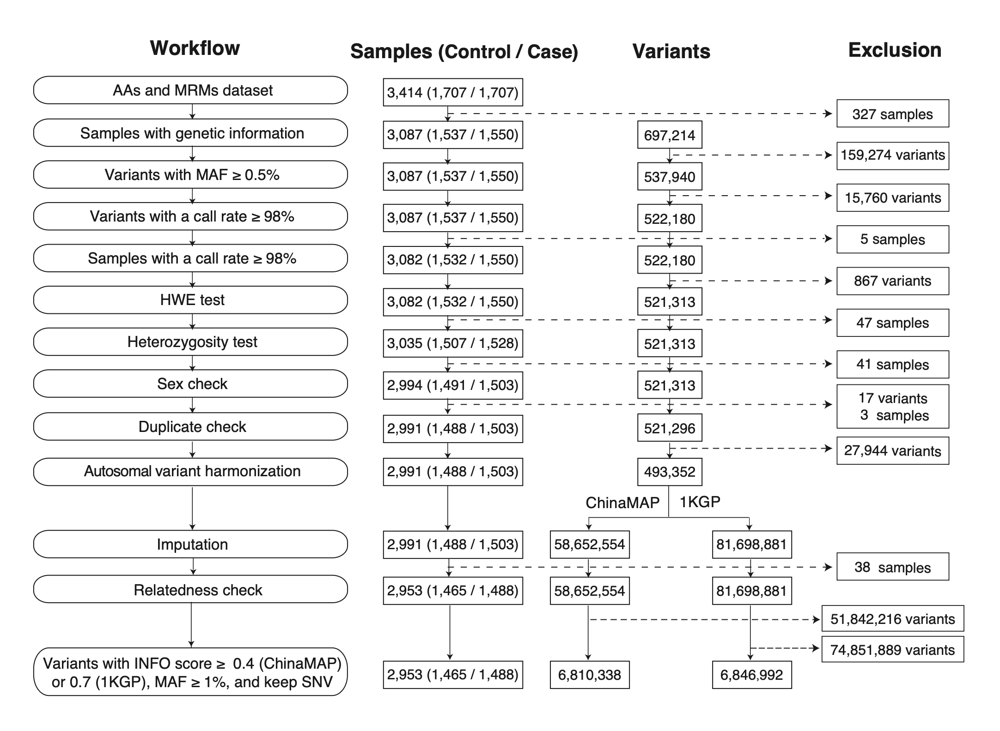 Workflow
Samples (Control / Case)
Variants
Exclusion
AAs and MRMs dataset
3,414 (1,707 / 1,707)
327 samples
Samples with genetic information
3,087 (1,537 / 1,550)
697,214
159,274 variants
Variants with MAF ≥ 0.5%
3,087 (1,537 / 1,550)
537,940
15,760 variants
Variants with a call rate ≥ 98%
3,087 (1,537 / 1,550)
522,180
5 samples
Samples with a call rate ≥ 98%
3,082 (1,532 / 1,550)
522,180
867 variants
HWE test
3,082 (1,532 / 1,550)
521,313
47 samples
Heterozygosity test
3,035 (1,507 / 1,528)
521,313
41 samples
Sex check
2,994 (1,491 / 1,503)
521,313
17 variants
3 samples
Duplicate check
2,991 (1,488 / 1,503)
521,296
27,944 variants
Autosomal variant harmonization
2,991 (1,488 / 1,503)
493,352
ChinaMAP
1KGP
Imputation
2,991 (1,488 / 1,503)
58,652,554
81,698,881
38 samples
Relatedness check
2,953 (1,465 / 1,488)
58,652,554
81,698,881
51,842,216 variants
74,851,889 variants
Variants with INFO score ≥ 0.4 (ChinaMAP)
or 0.7 (1KGP), MAF ≥ 1%, and keep SNV
2,953 (1,465 / 1,488)
6,810,338
6,846,992